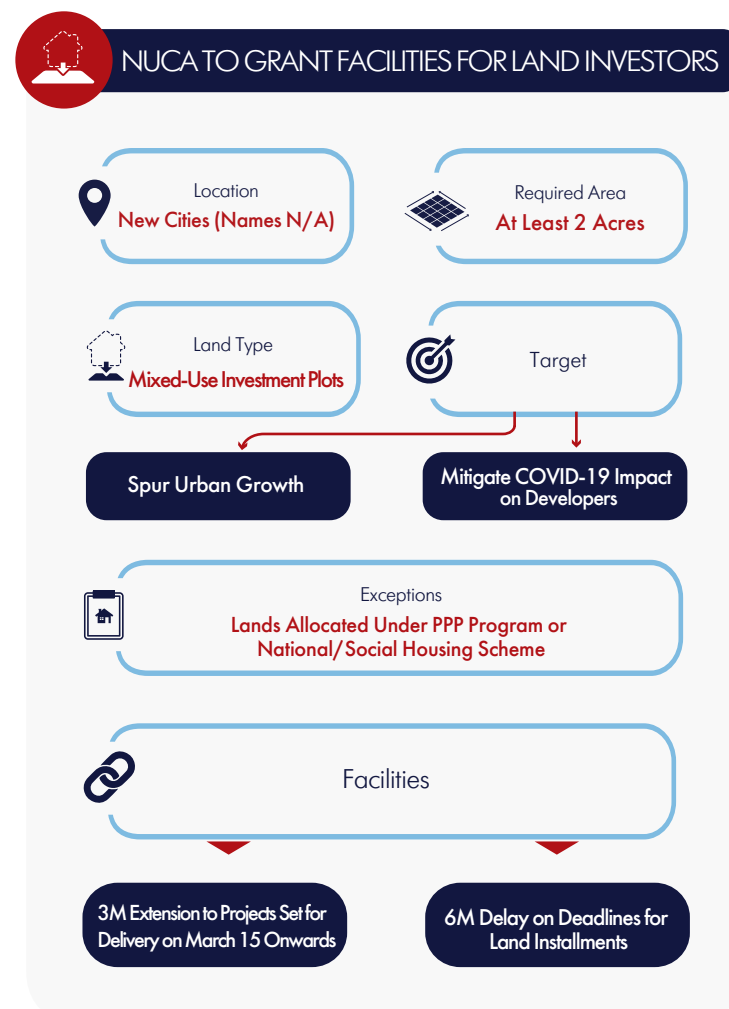 NUCA TO GRANT FACILITIES FOR LAND INVESTORS
Location
New Cities (Names N/A)
Required Area
At Least 2 Acres
Land Type
Mixed-Use Investment Plots
Target
Spur Urban Growth
Mitigate COVID-19 Impact
on Developers
Exceptions
Lands Allocated Under PPP Program or
National/Social Housing Scheme
Facilities
3M Extension to Projects Set for
Delivery on March 15 Onwards
6M Delay on Deadlines for
Land Installments